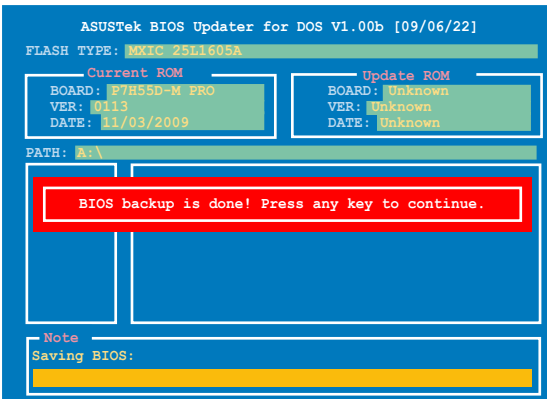 ASUSTek BIOS Updater for DOS V1.00b [09/06/22]
FLASH TYPE: MXIC 25L1605A
Current ROM
BOARD: P7H55D-M PRO
VER: 0113
DATE: 11/03/2009
Update ROM
BOARD: Unknown
VER: Unknown
DATE: Unknown
PATH: A:\
BIOS backup is done! Press any key to continue.
Note
Saving BIOS: